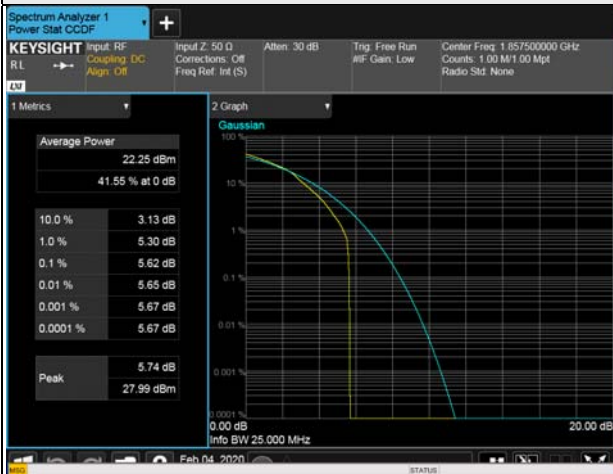 Spectrum Analyzer 1
Power Stat CCDF
+
KEYSIGHT Input: RF Input Z: 50 Ω Atten: 30 dB Trig: Free Run Center Freq: 1.857500000 GHz
RL Coupling: DC Corrections: Off #IF Gain: Low Counts: 1.00 M/1.00 Mpt
Align: Off Freq Ref: Int (S) Radio Std: None
LXI
1 Metrics
2 Graph
Average Power
22.25 dBm
41.55 % at 0 dB
10.0 % 3.13 dB
1.0 % 5.30 dB
0.1 % 5.62 dB
0.01 % 5.65 dB
0.001 % 5.67 dB
0.0001 % 5.67 dB
Peak 5.74 dB
27.99 dBm
Gaussian
100 %
10 %
1 %
0.1 %
0.01 %
0.001 %
0.0001 %
0.00 dB 20.00 dB
Info BW 25.000 MHz
Feb 04, 2020
MSG STATUS